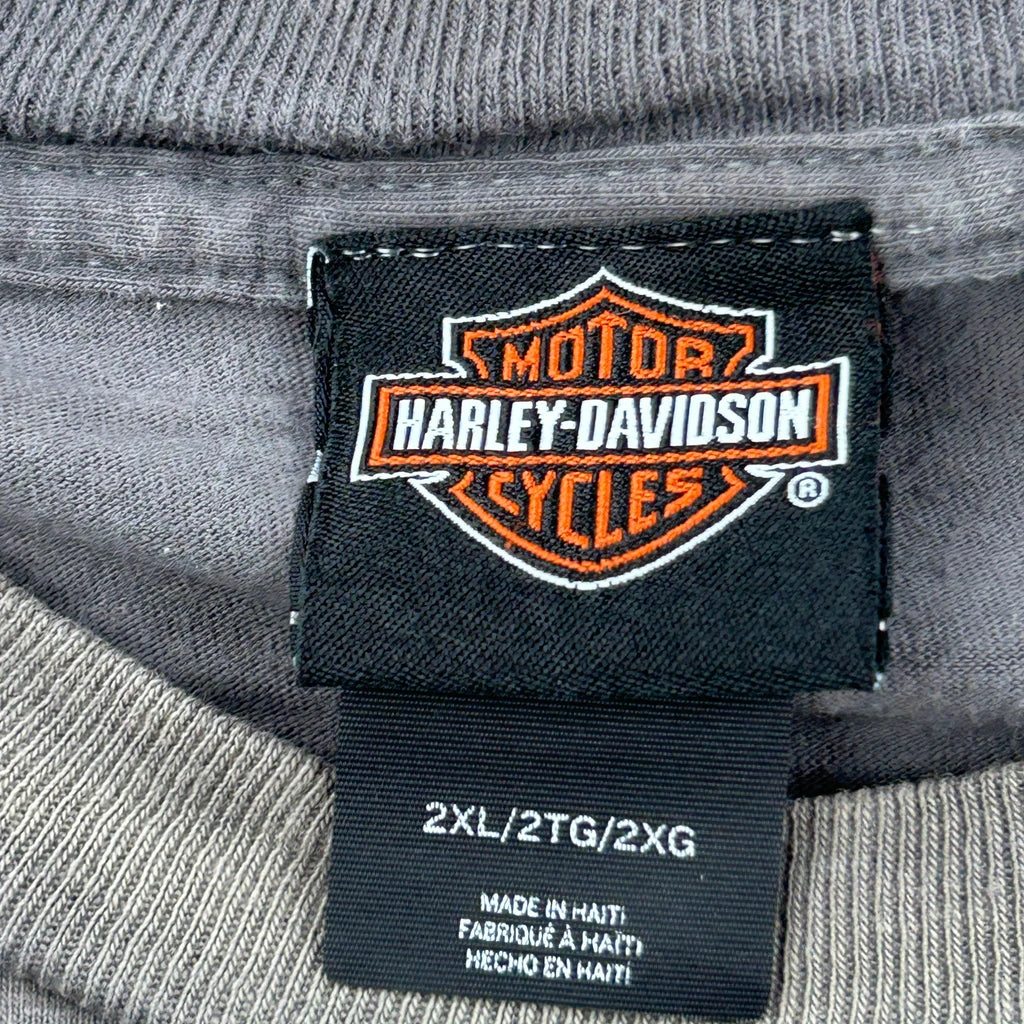 MOTOR
HARLEY-DAVIDSON
CYCLES
®
2XL/2TG/2XG
MADE IN HAITI
FABRIQUÉ À HAÏTI
HECHO EN HAITI